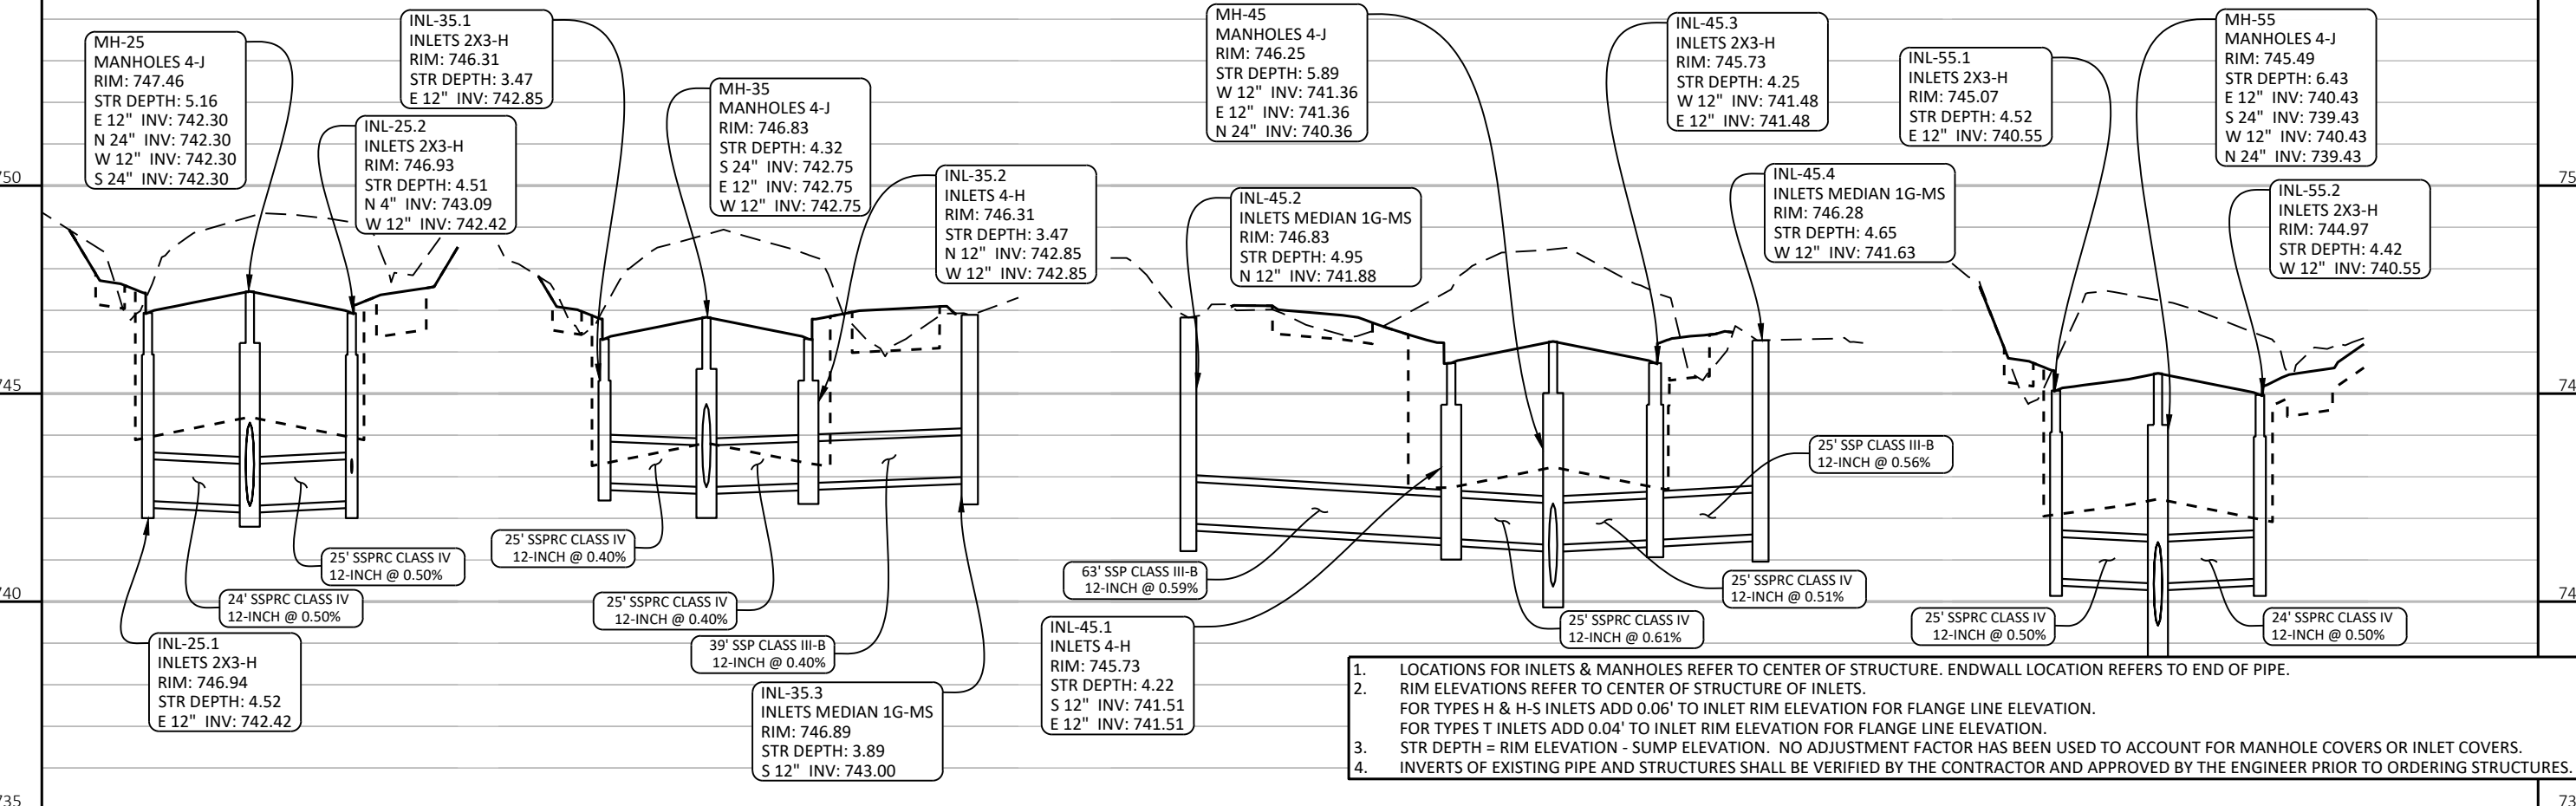 MH-25
MANHOLES 4-J
RIM: 747.46
STR DEPTH: 5.16
E 12" INV: 742.30
N 24" INV: 742.30
W 12" INV: 742.30
S 24" INV: 742.30
INL-25.2
INLETS 2X3-H
RIM: 746.93
STR DEPTH: 4.51
N 4" INV: 743.09
W 12" INV: 742.42
INL-35.1
INLETS 2X3-H
RIM: 746.31
STR DEPTH: 3.47
E 12" INV: 742.85
MH-35
MANHOLES 4-J
RIM: 746.83
STR DEPTH: 4.32
S 24" INV: 742.75
E 12" INV: 742.75
W 12" INV: 742.75
INL-35.2
INLETS 4-H
RIM: 746.31
STR DEPTH: 3.47
N 12" INV: 742.85
W 12" INV: 742.85
MH-45
MANHOLES 4-J
RIM: 746.25
STR DEPTH: 5.89
W 12" INV: 741.36
E 12" INV: 741.36
N 24" INV: 740.36
INL-45.2
INLETS MEDIAN 1G-MS
RIM: 746.83
STR DEPTH: 4.95
N 12" INV: 741.88
INL-45.3
INLETS 2X3-H
RIM: 745.73
STR DEPTH: 4.25
W 12" INV: 741.48
E 12" INV: 741.48
INL-45.4
INLETS MEDIAN 1G-MS
RIM: 746.28
STR DEPTH: 4.65
W 12" INV: 741.63
INL-55.1
INLETS 2X3-H
RIM: 745.07
STR DEPTH: 4.52
E 12" INV: 740.55
MH-55
MANHOLES 4-J
RIM: 745.49
STR DEPTH: 6.43
E 12" INV: 740.43
S 24" INV: 739.43
W 12" INV: 740.43
N 24" INV: 739.43
INL-55.2
INLETS 2X3-H
RIM: 744.97
STR DEPTH: 4.42
W 12" INV: 740.55
750
75
745
74
740
74
735
73
25' SSPRC CLASS IV
12-INCH @ 0.50%
24' SSPRC CLASS IV
12-INCH @ 0.50%
INL-25.1
INLETS 2X3-H
RIM: 746.94
STR DEPTH: 4.52
E 12" INV: 742.42
25' SSPRC CLASS IV
12-INCH @ 0.40%
25' SSPRC CLASS IV
12-INCH @ 0.40%
39' SSP CLASS III-B
12-INCH @ 0.40%
INL-35.3
INLETS MEDIAN 1G-MS
RIM: 746.89
STR DEPTH: 3.89
S 12" INV: 743.00
63' SSP CLASS III-B
12-INCH @ 0.59%
INL-45.1
INLETS 4-H
RIM: 745.73
STR DEPTH: 4.22
S 12" INV: 741.51
E 12" INV: 741.51
25' SSPRC CLASS IV
12-INCH @ 0.61%
25' SSPRC CLASS IV
12-INCH @ 0.51%
25' SSP CLASS III-B
12-INCH @ 0.56%
25' SSPRC CLASS IV
12-INCH @ 0.50%
24' SSPRC CLASS IV
12-INCH @ 0.50%
1. LOCATIONS FOR INLETS & MANHOLES REFER TO CENTER OF STRUCTURE. ENDWALL LOCATION REFERS TO END OF PIPE.
2. RIM ELEVATIONS REFER TO CENTER OF STRUCTURE OF INLETS.
FOR TYPES H & H-S INLETS ADD 0.06' TO INLET RIM ELEVATION FOR FLANGE LINE ELEVATION.
FOR TYPES T INLETS ADD 0.04' TO INLET RIM ELEVATION FOR FLANGE LINE ELEVATION.
3. STR DEPTH = RIM ELEVATION - SUMP ELEVATION. NO ADJUSTMENT FACTOR HAS BEEN USED TO ACCOUNT FOR MANHOLE COVERS OR INLET COVERS.
4. INVERTS OF EXISTING PIPE AND STRUCTURES SHALL BE VERIFIED BY THE CONTRACTOR AND APPROVED BY THE ENGINEER PRIOR TO ORDERING STRUCTURES.